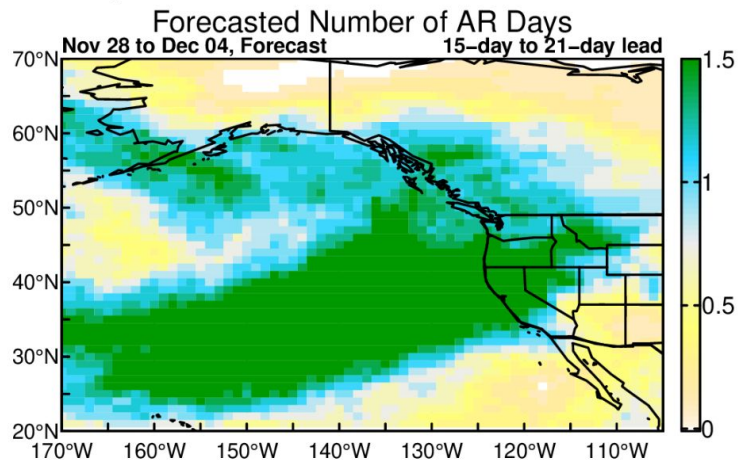 Forecasted Number of AR Days
Nov 28 to Dec 04, Forecast 15-day to 21-day lead
70°N
60°N
50°N
40°N
30°N
20°N
170°W 160°W 150°W 140°W 130°W 120°W 110°W
1.5
1
0.5
0